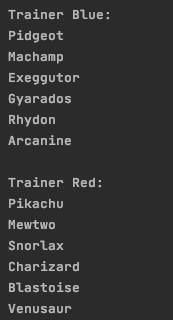 Trainer Blue:
Pidgeot
Machamp
Exeggutor
Gyarados
Rhydon
Arcanine

Trainer Red:
Pikachu
Mewtwo
Snorlax
Charizard
Blastoise
Venusaur